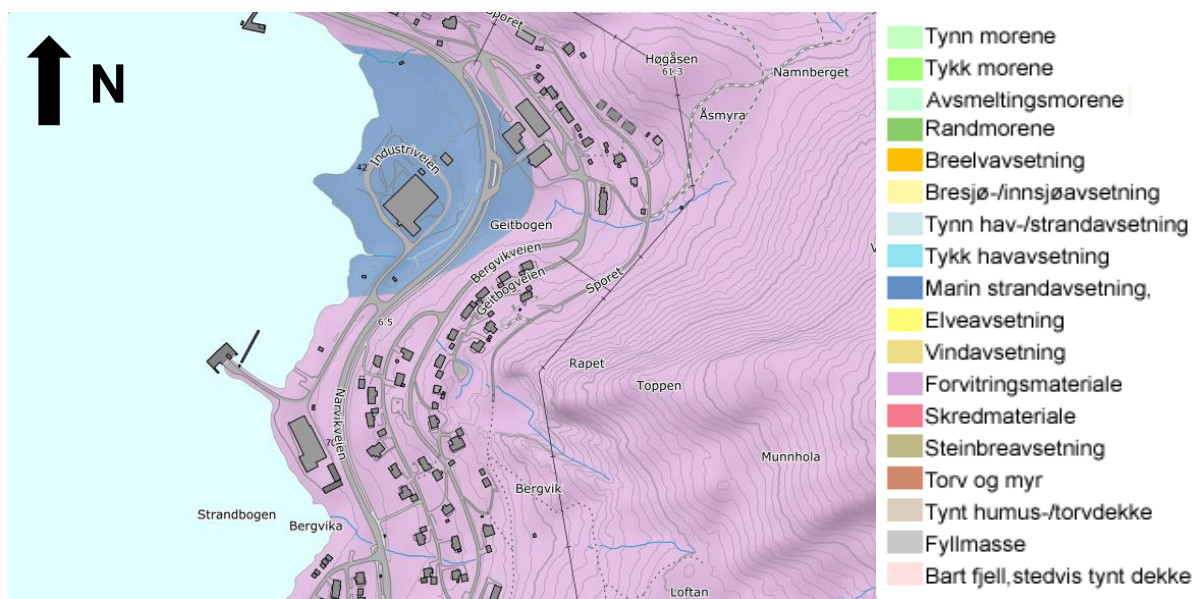 N
Sporet
Høgåsen
61.3
Namnberget
Åsmyra
Industriveien
42
Geitbogen
Bergvikveien
Geitbogveien
Sporet
6.5
Rapet
Toppen
Narvikveien
Munnhola
Bergvik
Strandbogen
Bergvika
Loftan
Tynn morene
Tykk morene
Avsmeltingsmorene
Randmorene
Breelvavsetning
Bresjø-/innsjøavsetning
Tynn hav-/strandavsetning
Tykk havavsetning
Marin strandavsetning,
Elveavsetning
Vindavsetning
Forvitringsmateriale
Skredmateriale
Steinbreavsetning
Torv og myr
Tynt humus-/torvdekke
Fyllmasse
Bart fjell,stedvis tynt dekke